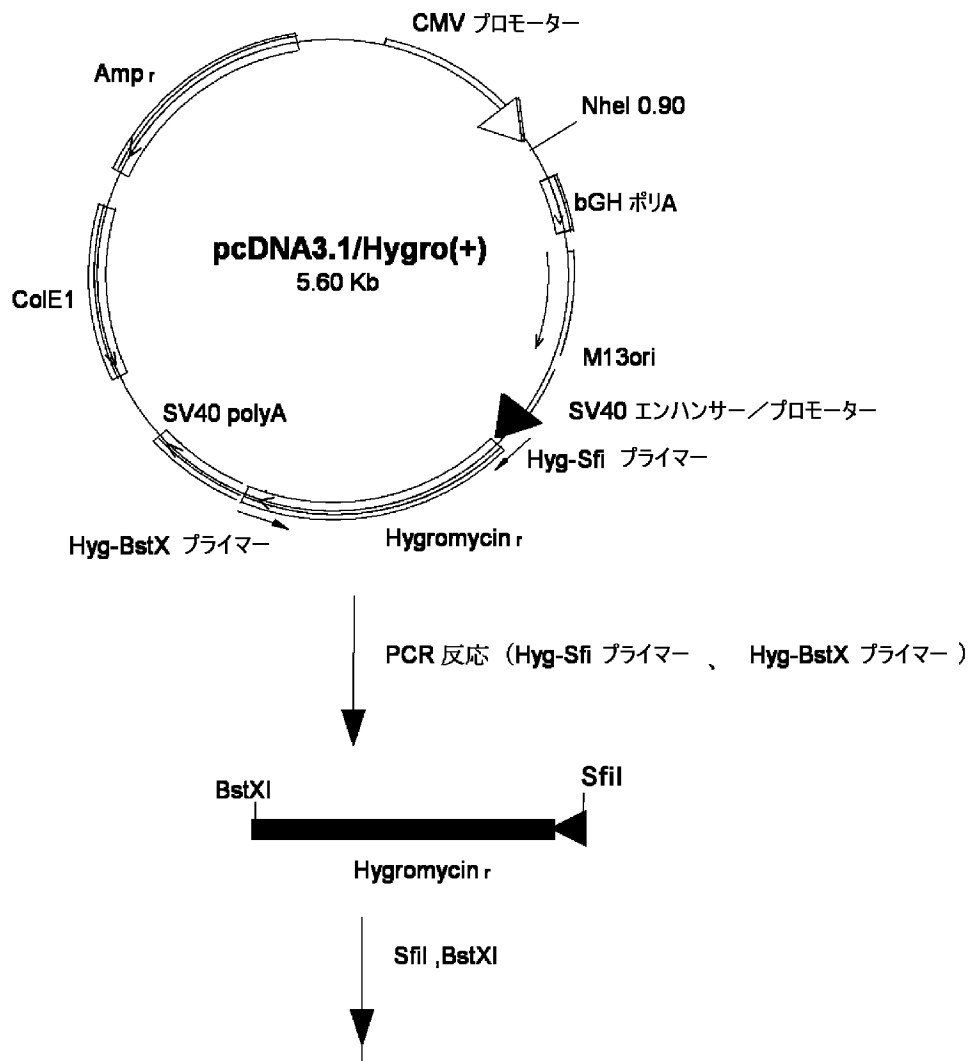 CMV プロモーター
Amp r
NheI 0.90
bGH ポリA
pcDNA3.1/Hygro(+)
5.60 Kb
ColE1
M13ori
SV40 polyA
SV40 エンハンサー／プロモーター
Hyg-Sfi プライマー
Hyg-BstX プライマー
Hygromycin r
PCR 反応 （Hyg-Sfi プライマー 、 Hyg-BstX プライマー ）
SfiI
BstXI
Hygromycin r
SfiI ,BstXI